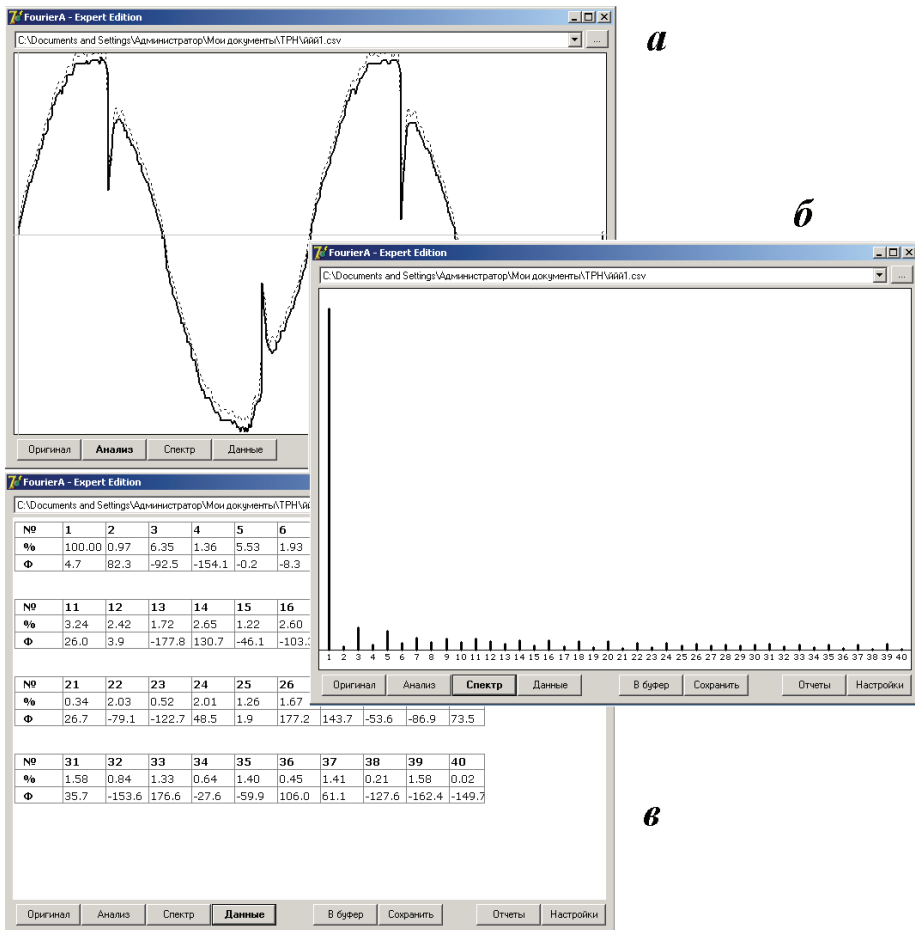 FourierA - Expert Edition
C:\Documents and Settings\Администратор\Мои документы\ТРН\ййй1.csv
...
а
Оригинал Анализ Спектр Данные
б
FourierA - Expert Edition
C:\Documents and Settings\Администратор\Мои документы\ТРН\ййй1.csv
...
1 2 3 4 5 6 7 8 9 10 11 12 13 14 15 16 17 18 19 20 21 22 23 24 25 26 27 28 29 30 31 32 33 34 35 36 37 38 39 40
Оригинал Анализ Спектр Данные В буфер Сохранить Отчеты Настройки
FourierA - Expert Edition
C:\Documents and Settings\Администратор\Мои документы\ТРН\
№ 1 2 3 4 5 6
% 100.00 0.97 6.35 1.36 5.53 1.93
Ф 4.7 82.3 -92.5 -154.1 -0.2 -8.3
№ 11 12 13 14 15 16
% 3.24 2.42 1.72 2.65 1.22 2.60
Ф 26.0 3.9 -177.8 130.7 -46.1 -103.
№ 21 22 23 24 25 26
% 0.34 2.03 0.52 2.01 1.26 1.67
Ф 26.7 -79.1 -122.7 48.5 1.9 177.2 143.7 -53.6 -86.9 73.5
№ 31 32 33 34 35 36 37 38 39 40
% 1.58 0.84 1.33 0.64 1.40 0.45 1.41 0.21 1.58 0.02
Ф 35.7 -153.6 176.6 -27.6 -59.9 106.0 61.1 -127.6 -162.4 -149.7
в
Оригинал Анализ Спектр Данные В буфер Сохранить Отчеты Настройки